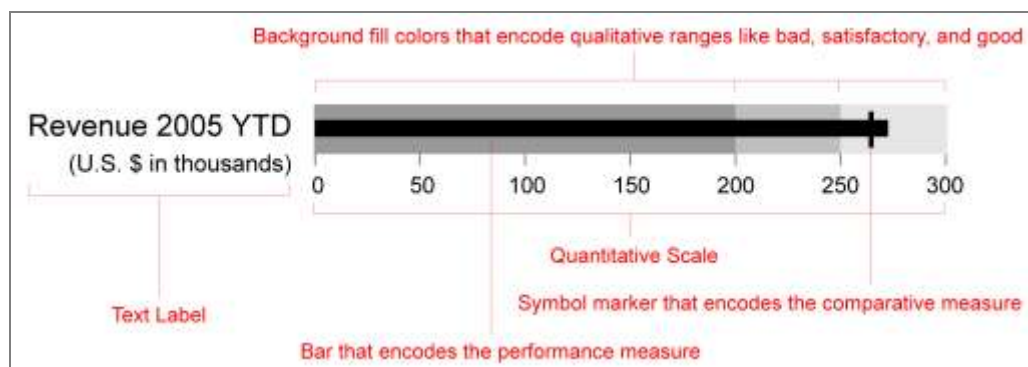 Background fill colors that encode qualitative ranges like bad, satisfactory, and good
Revenue 2005 YTD
(U.S. $ in thousands)
0 50 100 150 200 250 300
Quantitative Scale
Symbol marker that encodes the comparative measure
Text Label
Bar that encodes the performance measure